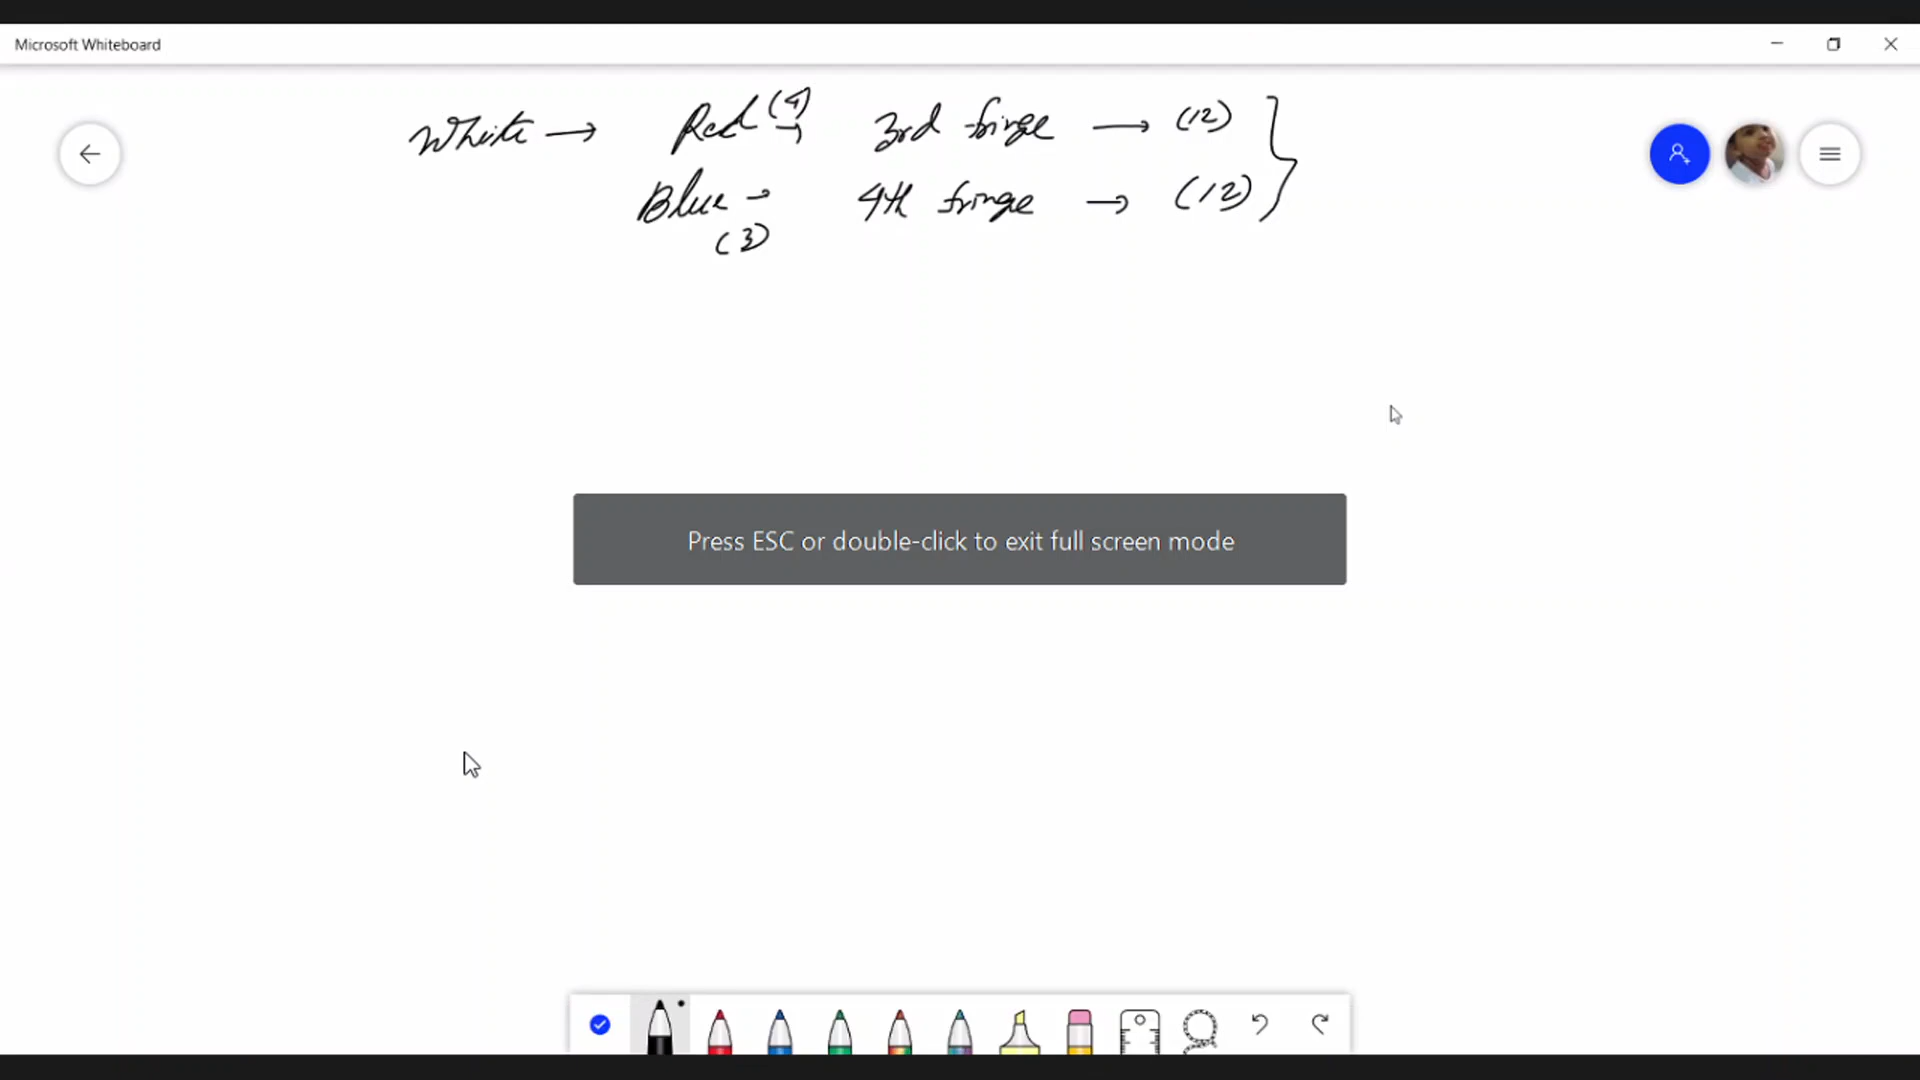 Microsoft Whiteboard
White → Red (4) → 3rd fringe → (12)
Blue → 4th fringe → (12)
(3)
Press ESC or double-click to exit full screen mode